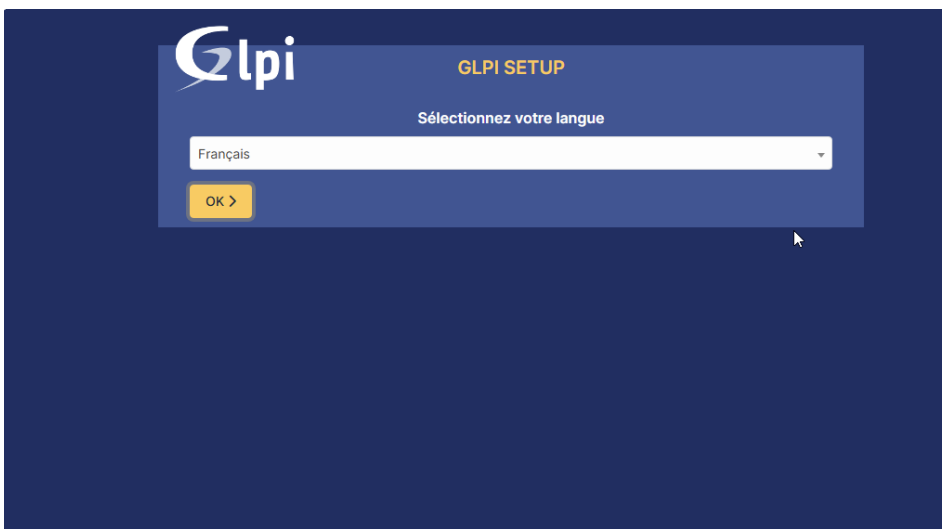 Glpi
GLPI SETUP
Sélectionnez votre langue
Français
OK